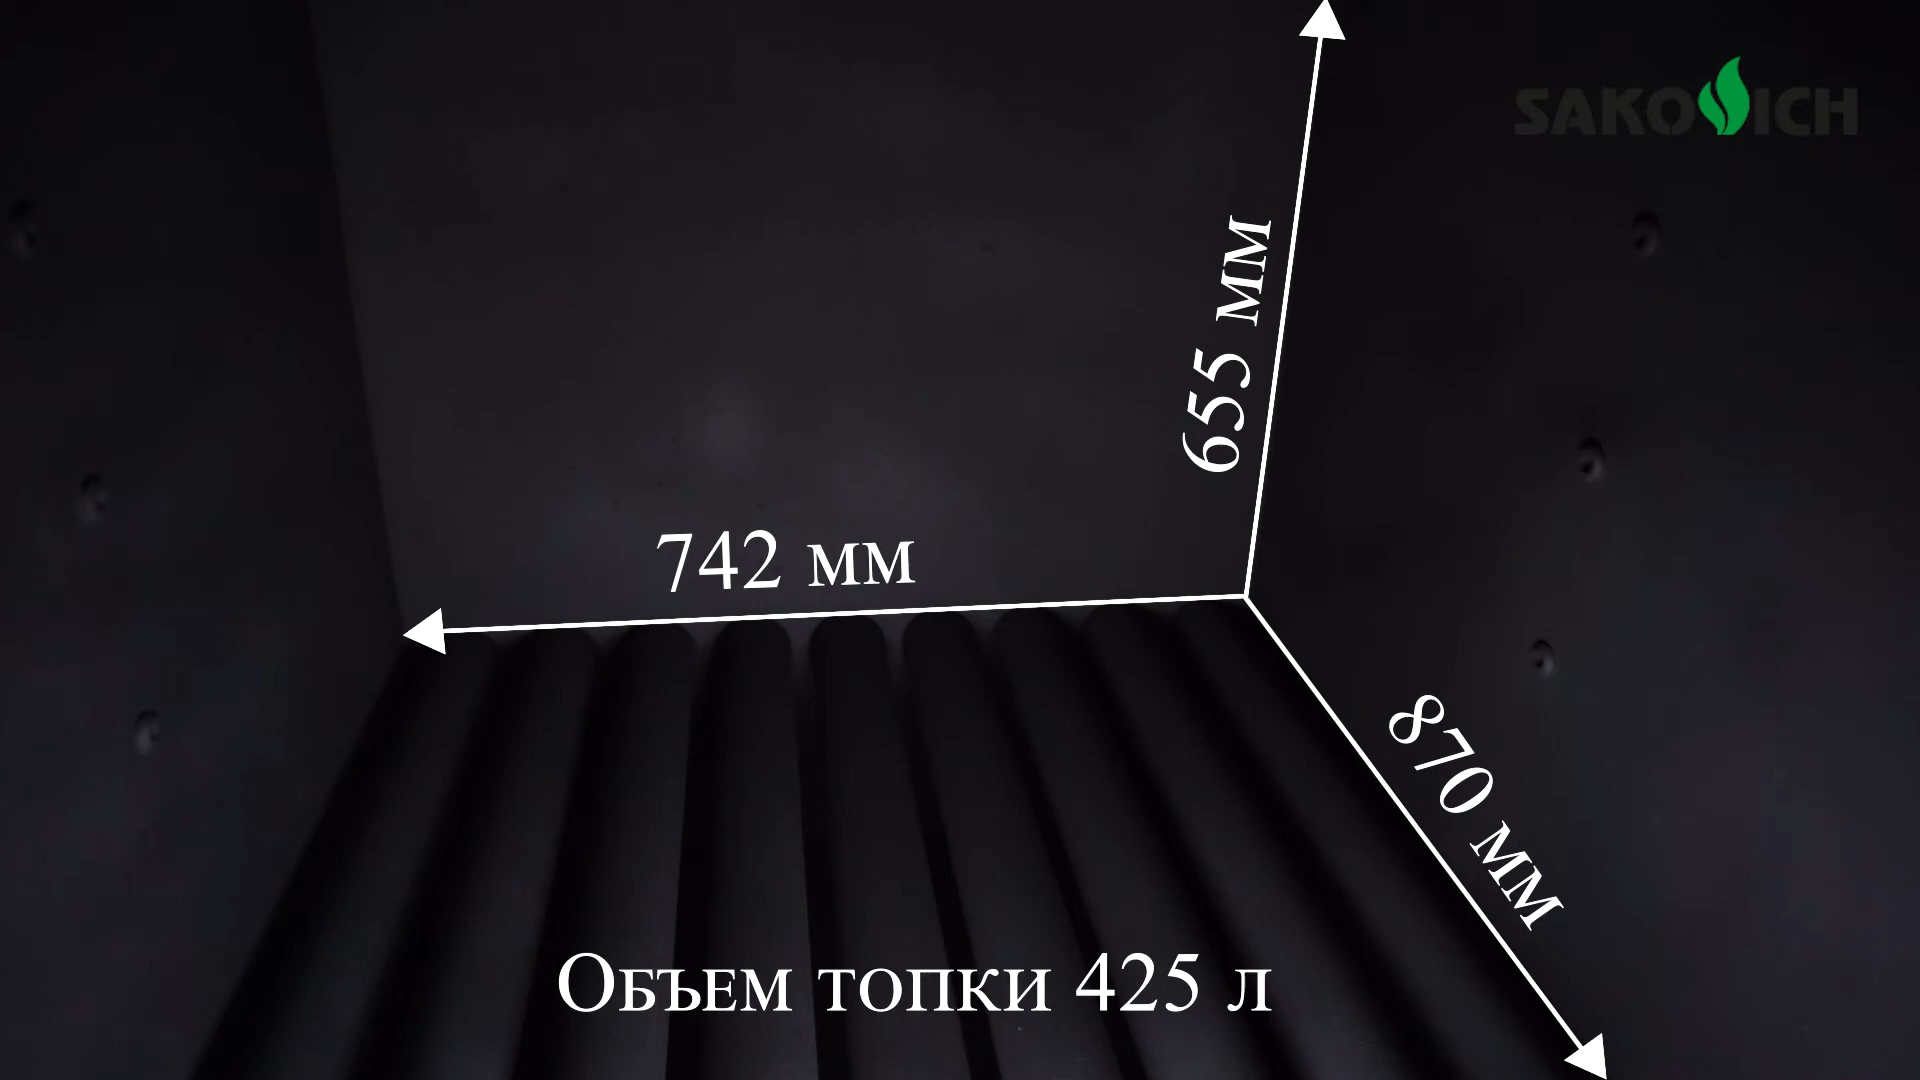 SAKOVICH
655 мм
742 мм
870 мм
Объем топки 425 л